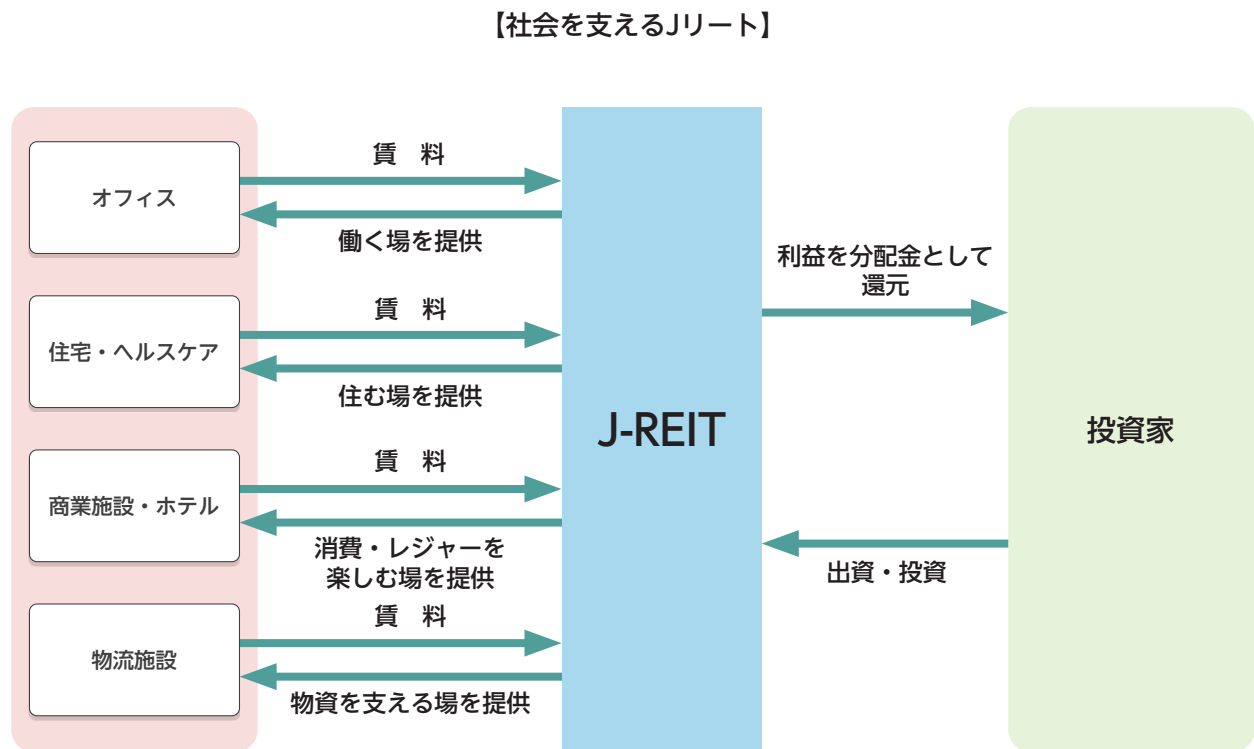 【社会を支えるJリート】
オフィス
賃　料
働く場を提供
住宅・ヘルスケア
賃　料
住む場を提供
商業施設・ホテル
賃　料
消費・レジャーを
楽しむ場を提供
物流施設
賃　料
物資を支える場を提供
J-REIT
利益を分配金として
還元
出資・投資
投資家